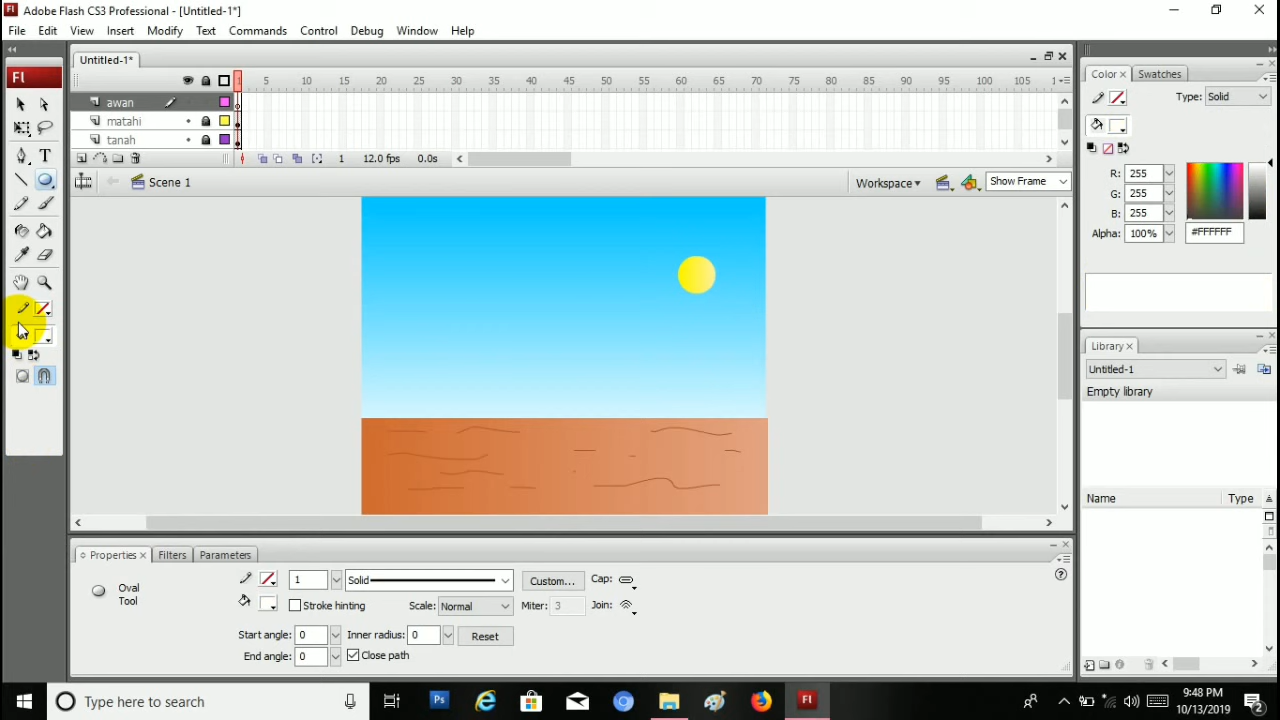 Adobe Flash CS3 Professional - [Untitled-1*]
File Edit View Insert Modify Text Commands Control Debug Window Help
Fl
Untitled-1*
1 5 10 15 20 25 30 35 40 45 50 55 60 65 70 75 80 85 90 95 100 105
awan
matahi
tanah
1 12.0 fps 0.0s
Scene 1
Workspace
Show Frame
Color Swatches
Type: Solid
R: 255
G: 255
B: 255
Alpha: 100% #FFFFFF
Library
Untitled-1
Empty library
Name Type
Properties Filters Parameters
Oval
Tool
1 Solid Custom... Cap:
Stroke hinting Scale: Normal Miter: 3 Join:
Start angle: 0 Inner radius: 0 Reset
End angle: 0 Close path
Type here to search
Ps
Fl
9:48 PM
10/13/2019
2